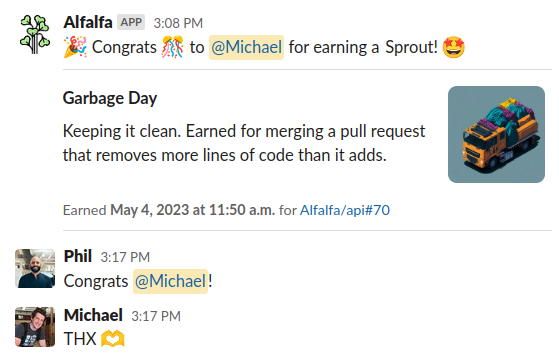 Alfalfa APP 3:08 PM
🎉 Congrats 🎊 to @Michael for earning a Sprout! 🤩
Garbage Day
Keeping it clean. Earned for merging a pull request
that removes more lines of code than it adds.
Earned May 4, 2023 at 11:50 a.m. for Alfalfa/api#70
Phil 3:17 PM
Congrats @Michael!
Michael 3:17 PM
THX 🫶